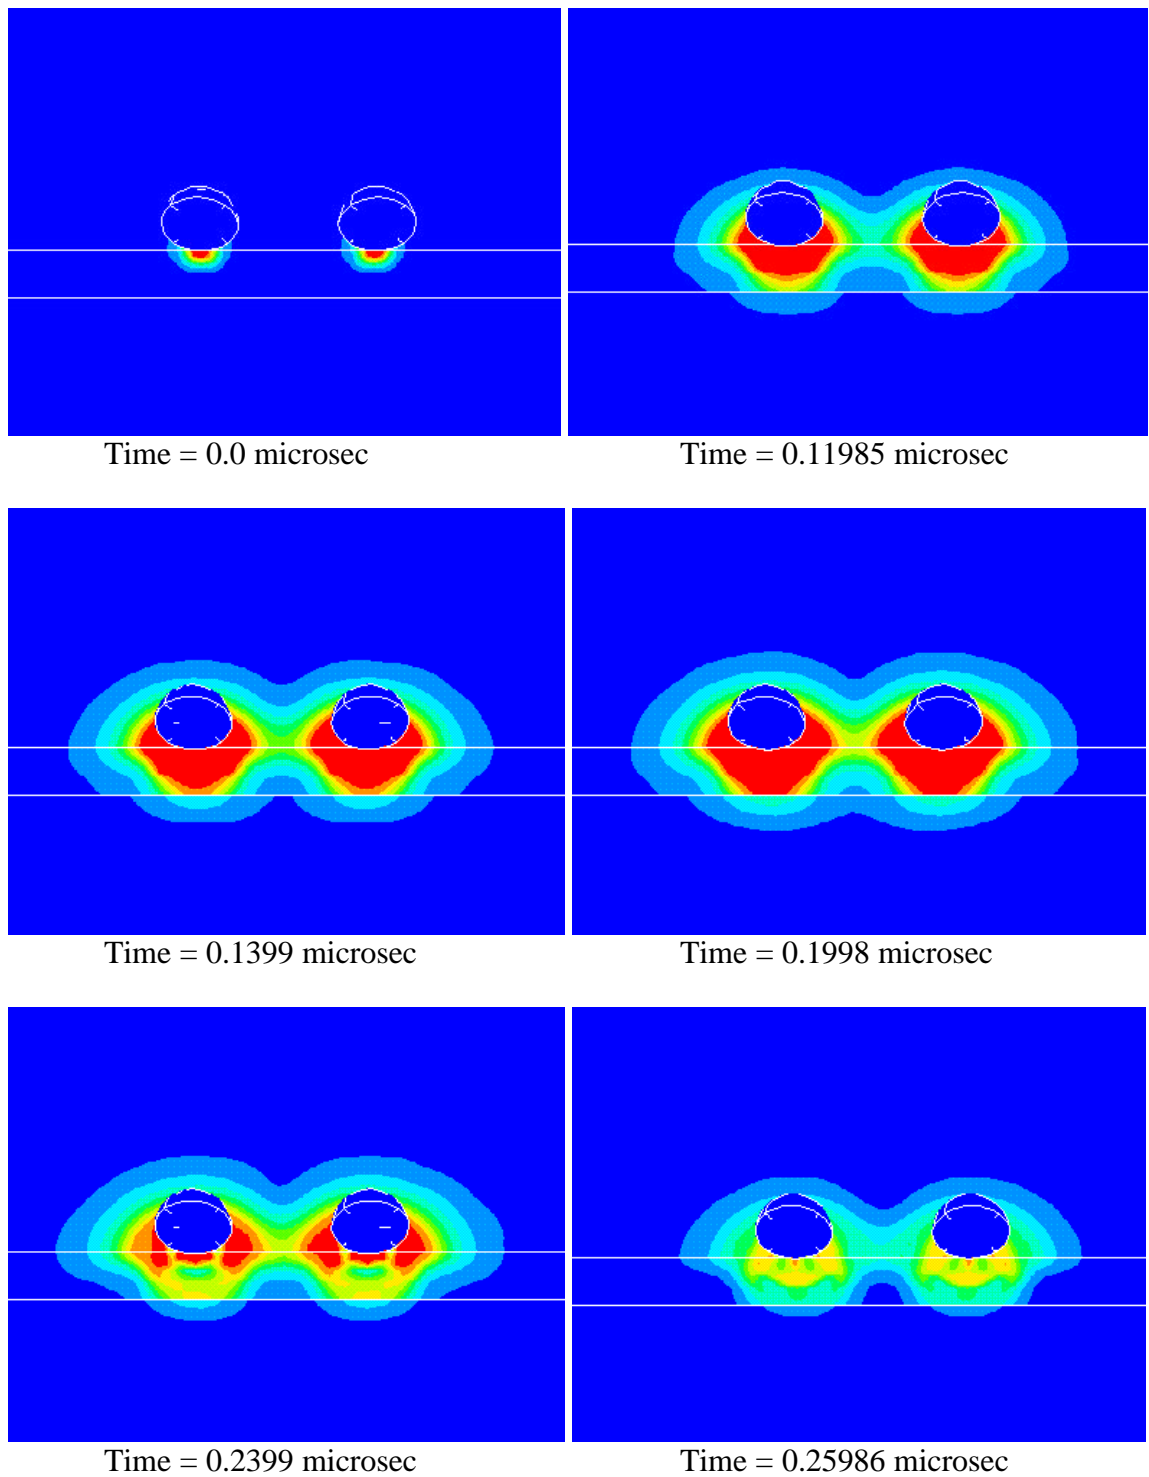 Time = 0.0 microsec
Time = 0.11985 microsec
Time = 0.1399 microsec
Time = 0.1998 microsec
Time = 0.2399 microsec
Time = 0.25986 microsec